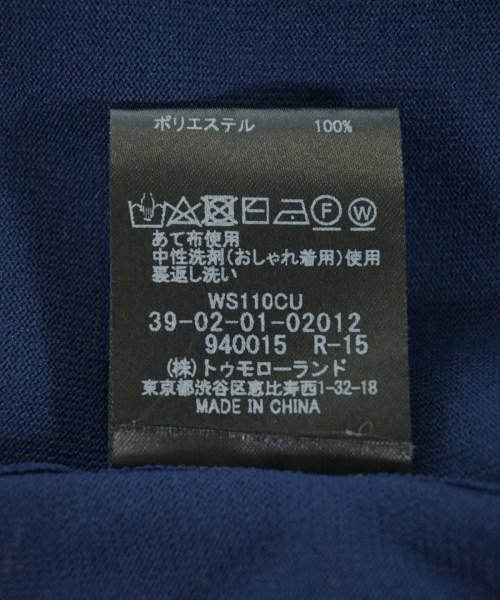 ポリエステル 100%
F W
あて布使用
中性洗剤(おしゃれ着用)使用
裏返し洗い
WS110CU
39-02-01-02012
940015 R-15
(株)トゥモローランド
東京都渋谷区恵比寿西1-32-18
MADE IN CHINA